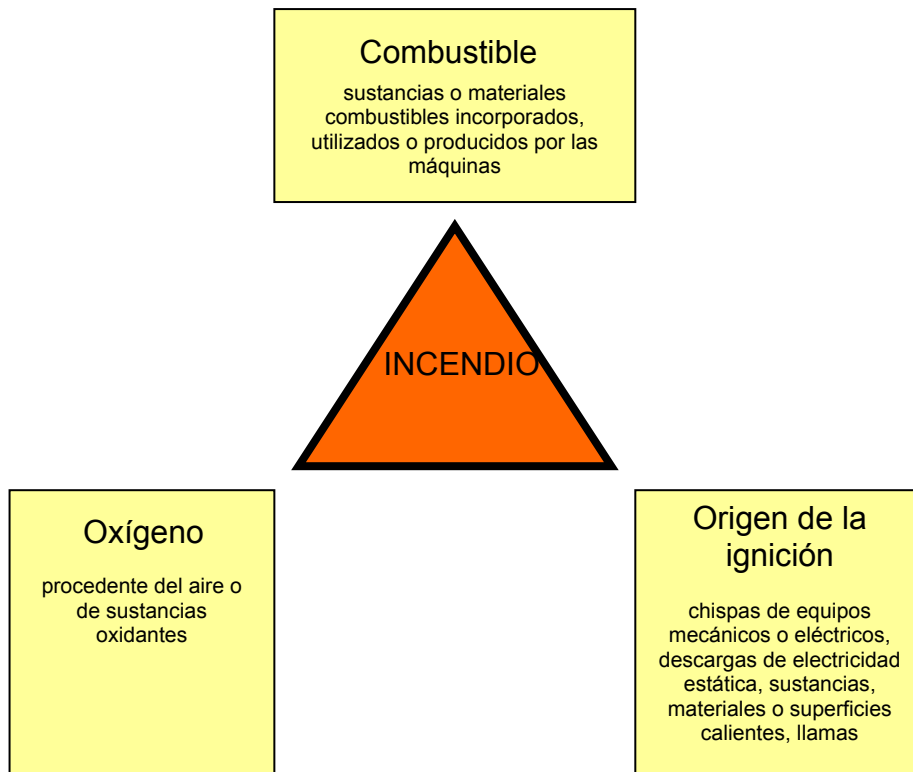 Combustible
sustancias o materiales
combustibles incorporados,
utilizados o producidos por las
máquinas
INCENDIO
Oxígeno
procedente del aire o
de sustancias
oxidantes
Origen de la
ignición
chispas de equipos
mecánicos o eléctricos,
descargas de electricidad
estática, sustancias,
materiales o superficies
calientes, llamas